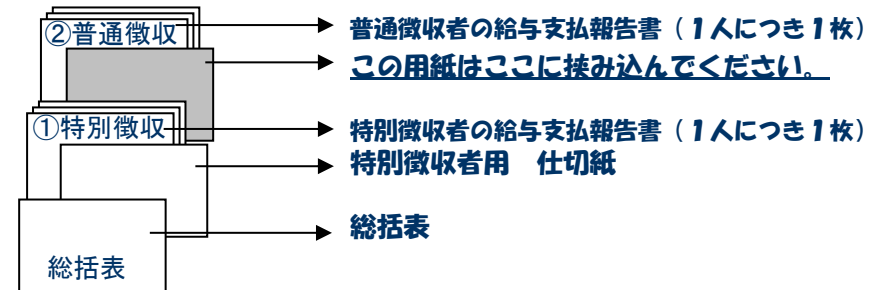 ②普通徴収
普通徴収者の給与支払報告書（1人につき1枚）
この用紙はここに挟み込んでください。
①特別徴収
特別徴収者の給与支払報告書（1人につき1枚）
特別徴収者用　仕切紙
総括表
総括表